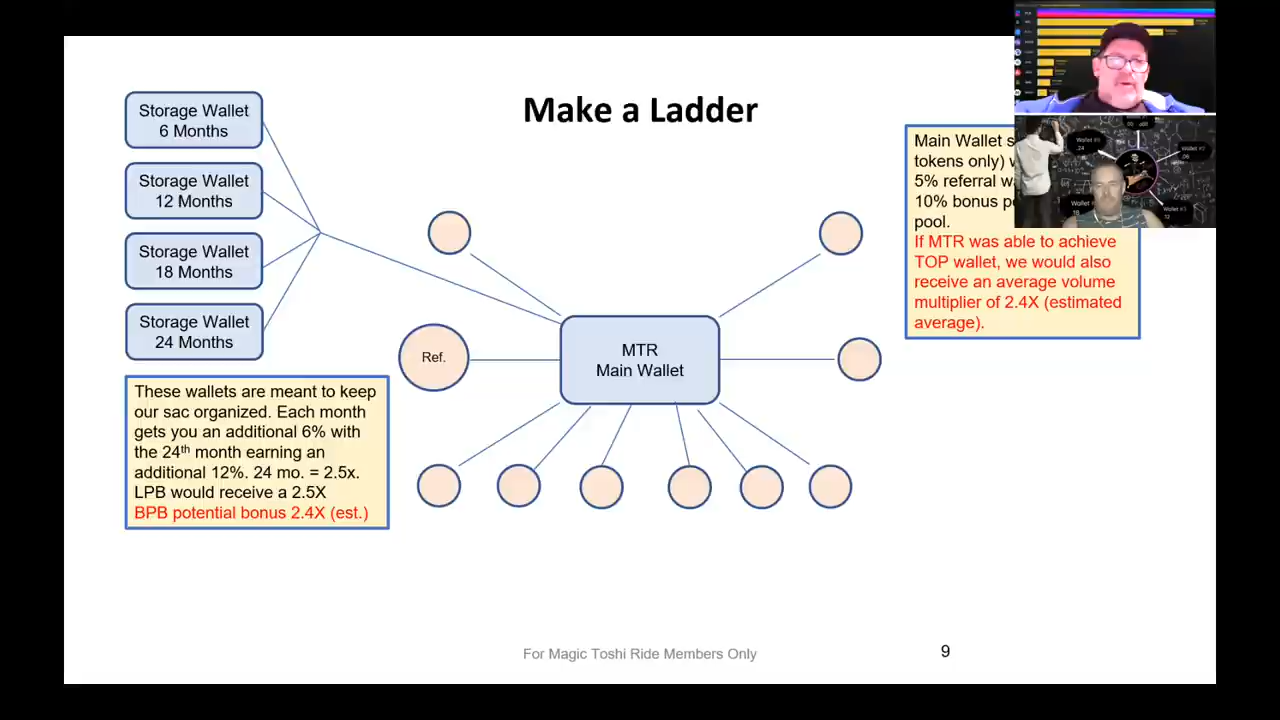 Make a Ladder
Storage Wallet
6 Months
Storage Wallet
12 Months
Storage Wallet
18 Months
Storage Wallet
24 Months
These wallets are meant to keep
our sac organized. Each month
gets you an additional 6% with
the 24th month earning an
additional 12%. 24 mo. = 2.5x.
LPB would receive a 2.5X
BPB potential bonus 2.4X (est.)
Ref.
MTR
Main Wallet
Main Wallet
tokens only)
5% referral
10% bonus
pool.
If MTR was able to achieve
TOP wallet, we would also
receive an average volume
multiplier of 2.4X (estimated
average).
For Magic Toshi Ride Members Only
9